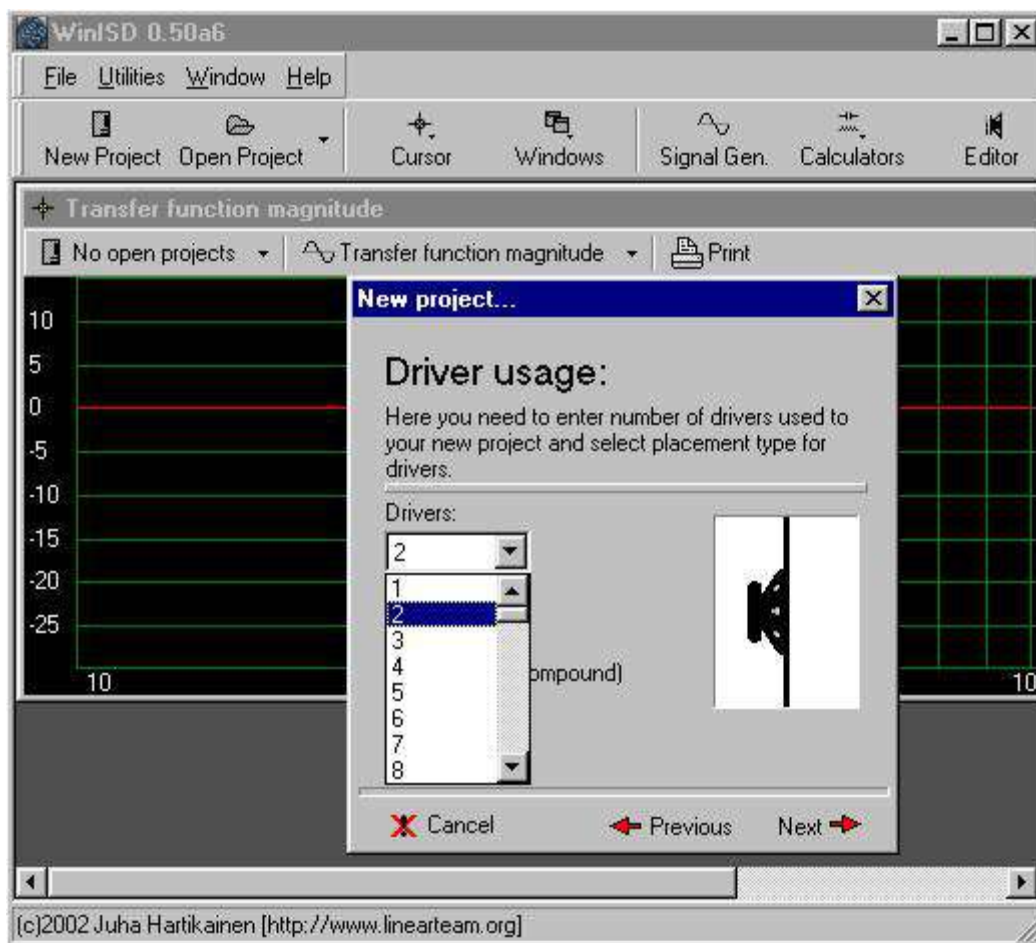 WinISD 0.50a6
File Utilities Window Help
New Project Open Project Cursor Windows Signal Gen. Calculators Editor
Transfer function magnitude
No open projects Transfer function magnitude Print
New project...
10
5
0
-5
-10
-15
-20
-25
10 10
Driver usage:
Here you need to enter number of drivers used to
your new project and select placement type for
drivers.
Drivers:
2
1
2
3
4
ompound)
5
6
7
8
Cancel Previous Next
(c)2002 Juha Hartikainen [http://www.linearteam.org]